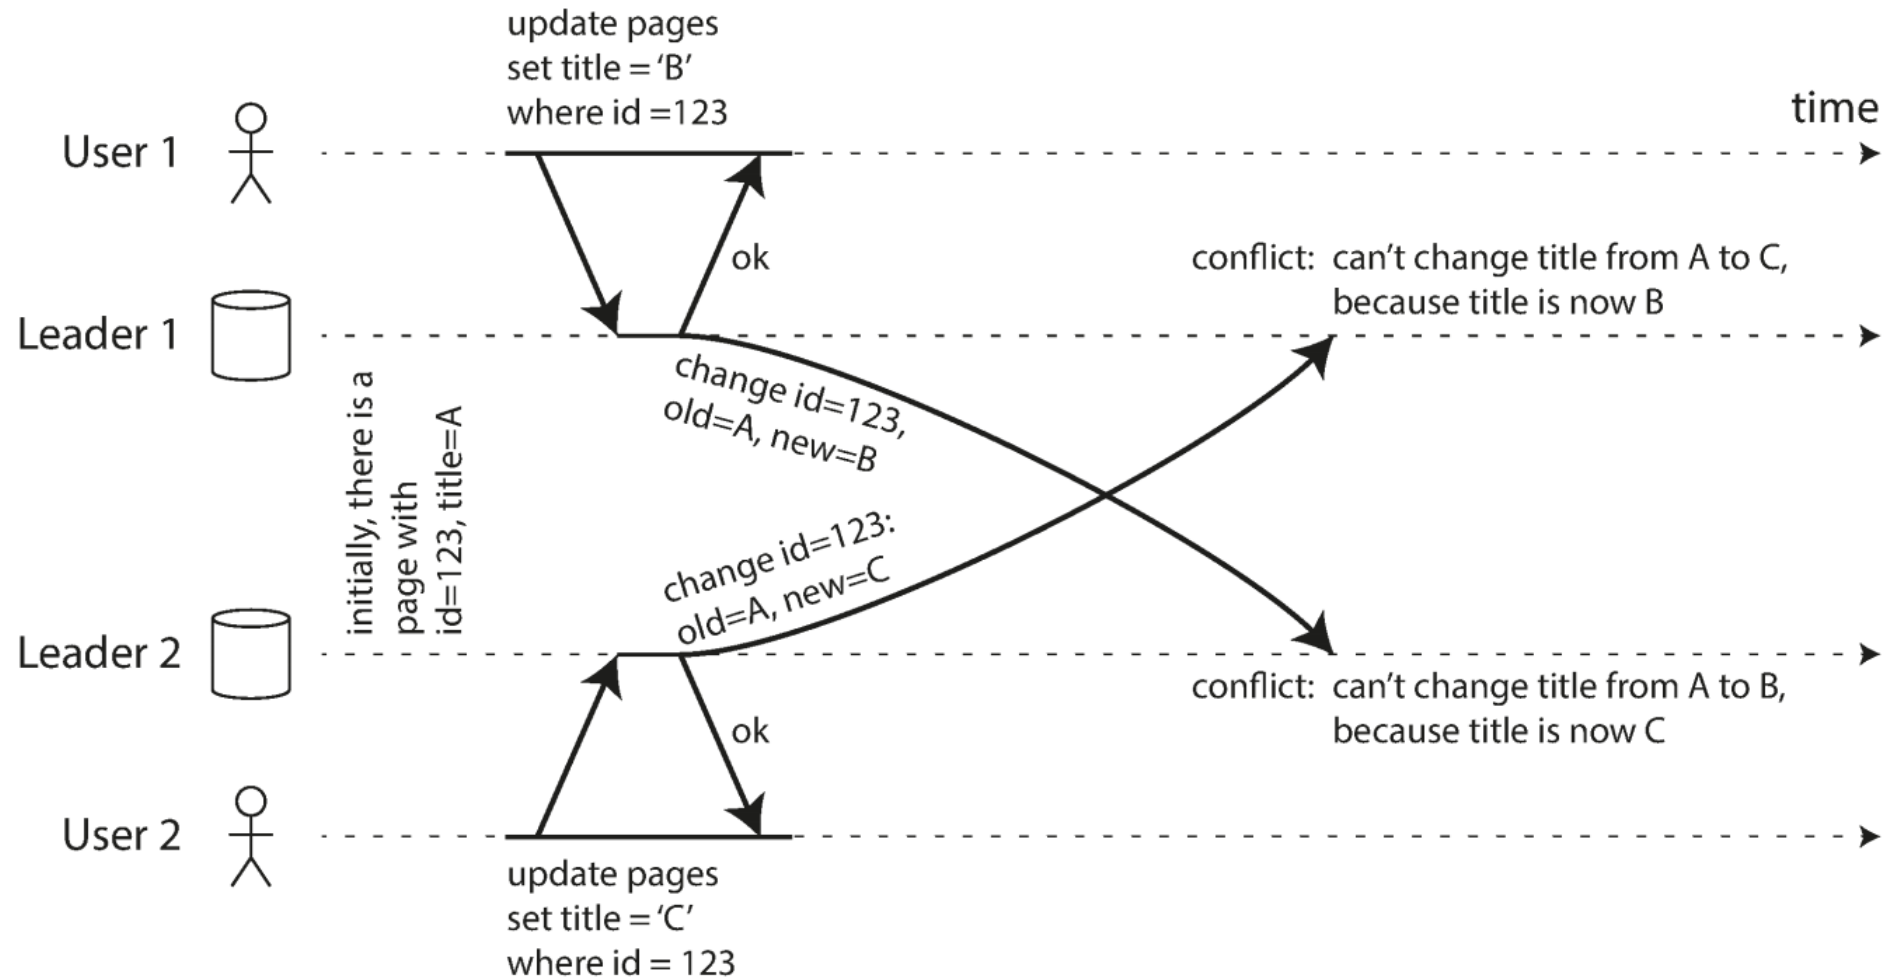 update pages
set title = ‘B’
where id =123
time
User 1
ok
conflict: can’t change title from A to C,
because title is now B
Leader 1
change id=123,
old=A, new=B
initially, there is a
page with
id=123, title=A
change id=123:
old=A, new=C
Leader 2
conflict: can’t change title from A to B,
because title is now C
ok
User 2
update pages
set title = ‘C’
where id = 123